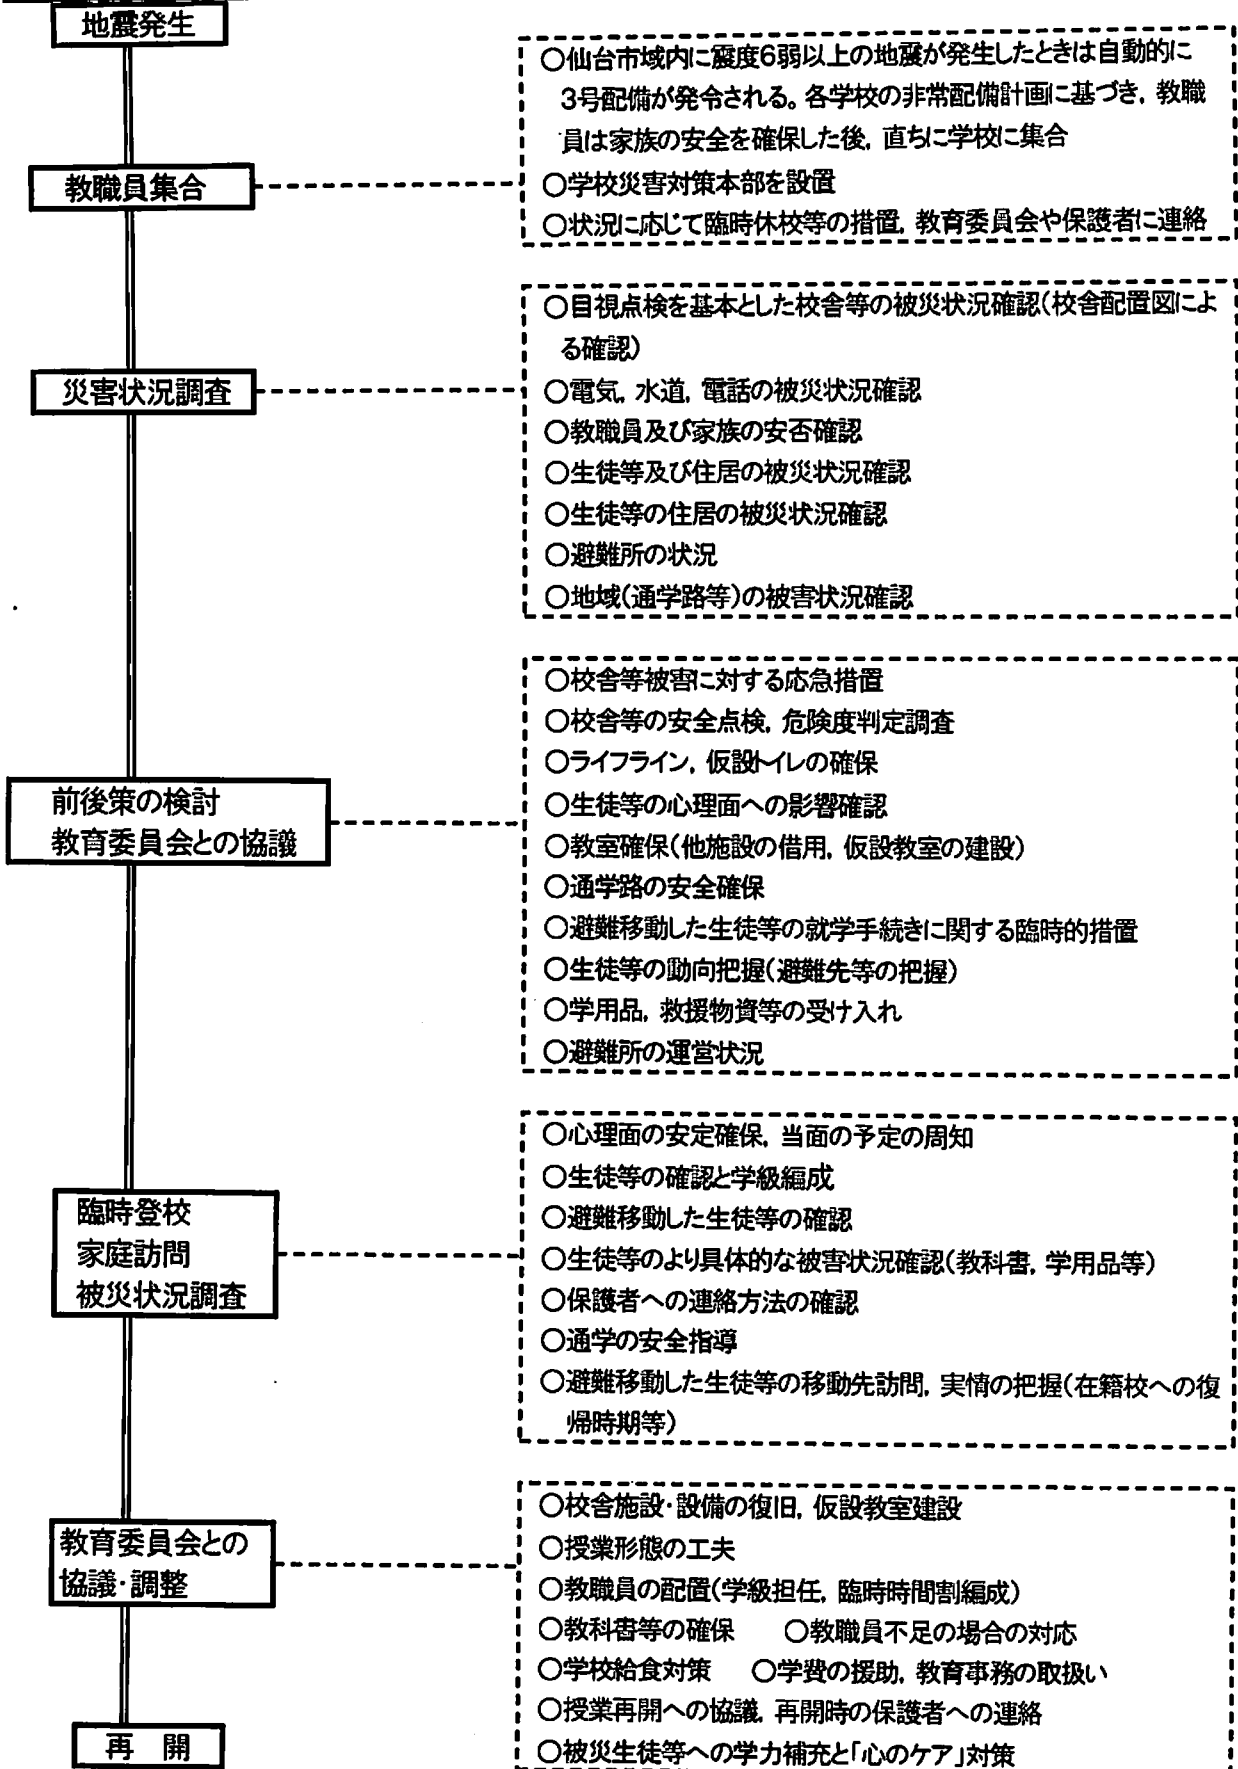 地震発生
○仙台市域内に震度6弱以上の地震が発生したときは自動的に
3号配備が発令される。各学校の非常配備計画に基づき，教職
員は家族の安全を確保した後，直ちに学校に集合
教職員集合
○学校災害対策本部を設置
○状況に応じて臨時休校等の措置，教育委員会や保護者に連絡
○目視点検を基本とした校舎等の被災状況確認（校舎配置図によ
る確認）
災害状況調査
○電気，水道，電話の被災状況確認
○教職員及び家族の安否確認
○生徒等及び住居の被災状況確認
○生徒等の住居の被災状況確認
○避難所の状況
○地域（通学路等）の被害状況確認
○校舎等被害に対する応急措置
○校舎等の安全点検，危険度判定調査
○ライフライン，仮設トイレの確保
前後策の検討
教育委員会との協議
○生徒等の心理面への影響確認
○教室確保（他施設の借用，仮設教室の建設）
○通学路の安全確保
○避難移動した生徒等の就学手続きに関する臨時的措置
○生徒等の動向把握（避難先等の把握）
○学用品，救援物資等の受け入れ
○避難所の運営状況
○心理面の安定確保，当面の予定の周知
○生徒等の確認と学級編成
臨時登校
家庭訪問
被災状況調査
○避難移動した生徒等の確認
○生徒等のより具体的な被害状況確認（教科書，学用品等）
○保護者への連絡方法の確認
○通学の安全指導
○避難移動した生徒等の移動先訪問，実情の把握（在籍校への復
帰時期等）
○校舎施設・設備の復旧，仮設教室建設
教育委員会との
協議・調整
○授業形態の工夫
○教職員の配置（学級担任，臨時時間割編成）
○教科書等の確保　○教職員不足の場合の対応
○学校給食対策　○学費の援助，教育事務の取扱い
○授業再開への協議，再開時の保護者への連絡
再　開
○被災生徒等への学力補充と「心のケア」対策